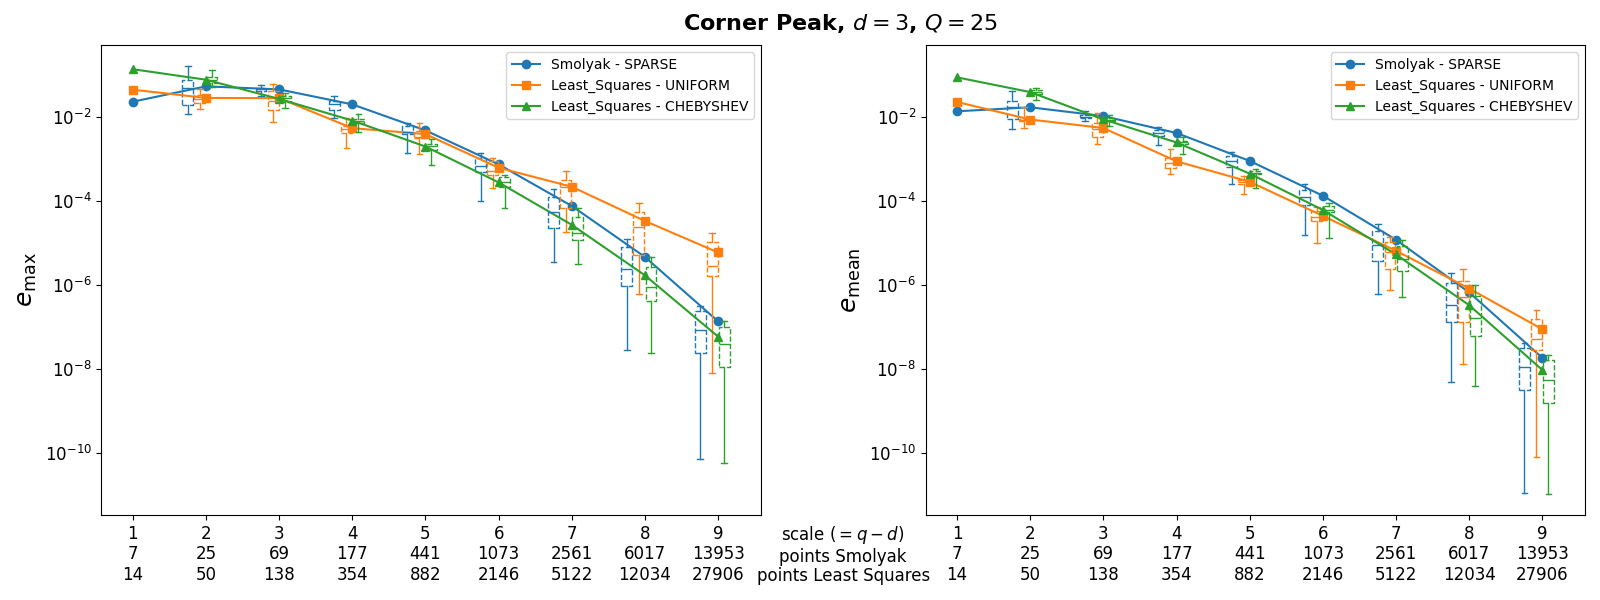 Corner Peak, d = 3, Q = 25
Smolyak - SPARSE
Least_Squares - UNIFORM
Least_Squares - CHEBYSHEV
10⁻²
10⁻⁴
10⁻⁶
10⁻⁸
10⁻¹⁰
e_max
1 2 3 4 5 6 7 8 9
7 25 69 177 441 1073 2561 6017 13953
14 50 138 354 882 2146 5122 12034 27906
scale (= q − d)
points Smolyak
points Least Squares
Smolyak - SPARSE
Least_Squares - UNIFORM
Least_Squares - CHEBYSHEV
10⁻²
10⁻⁴
10⁻⁶
10⁻⁸
10⁻¹⁰
e_mean
1 2 3 4 5 6 7 8 9
7 25 69 177 441 1073 2561 6017 13953
14 50 138 354 882 2146 5122 12034 27906